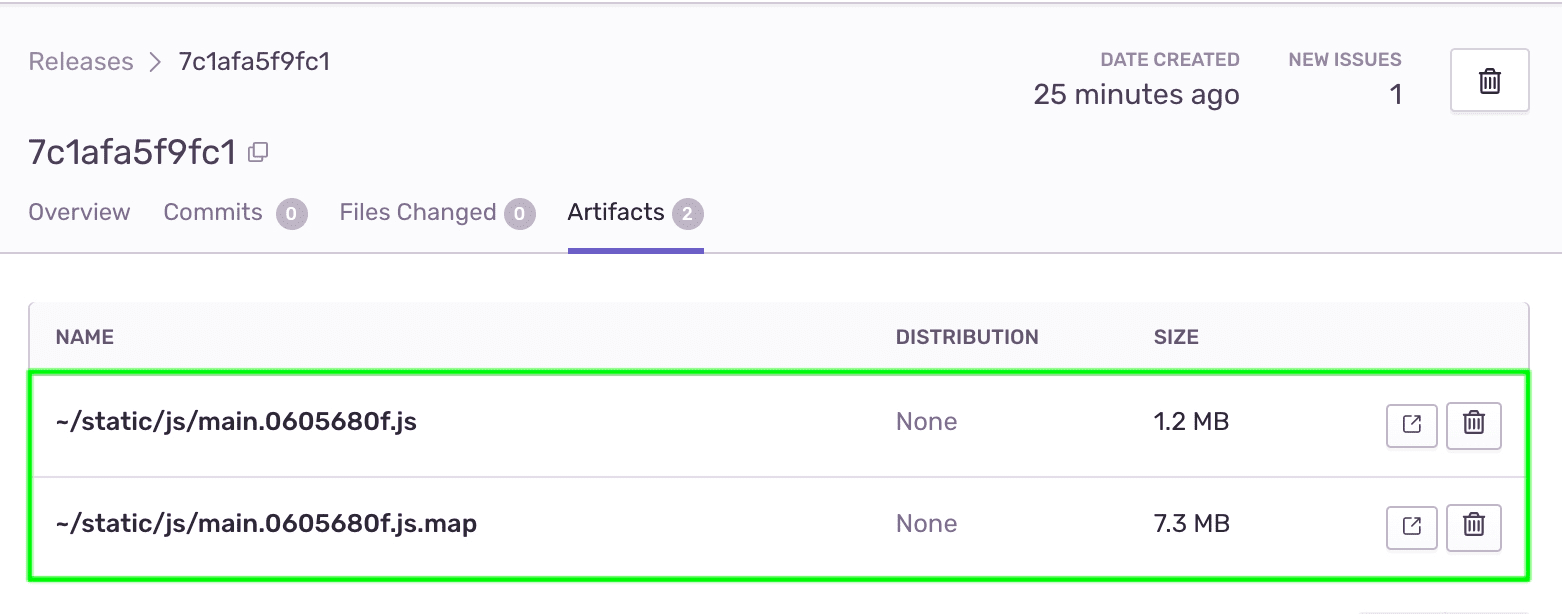 Releases > 7c1afa5f9fc1
DATE CREATED
25 minutes ago
NEW ISSUES
1
7c1afa5f9fc1
Overview Commits 0 Files Changed 0 Artifacts 2
NAME DISTRIBUTION SIZE
~/static/js/main.0605680f.js None 1.2 MB
~/static/js/main.0605680f.js.map None 7.3 MB